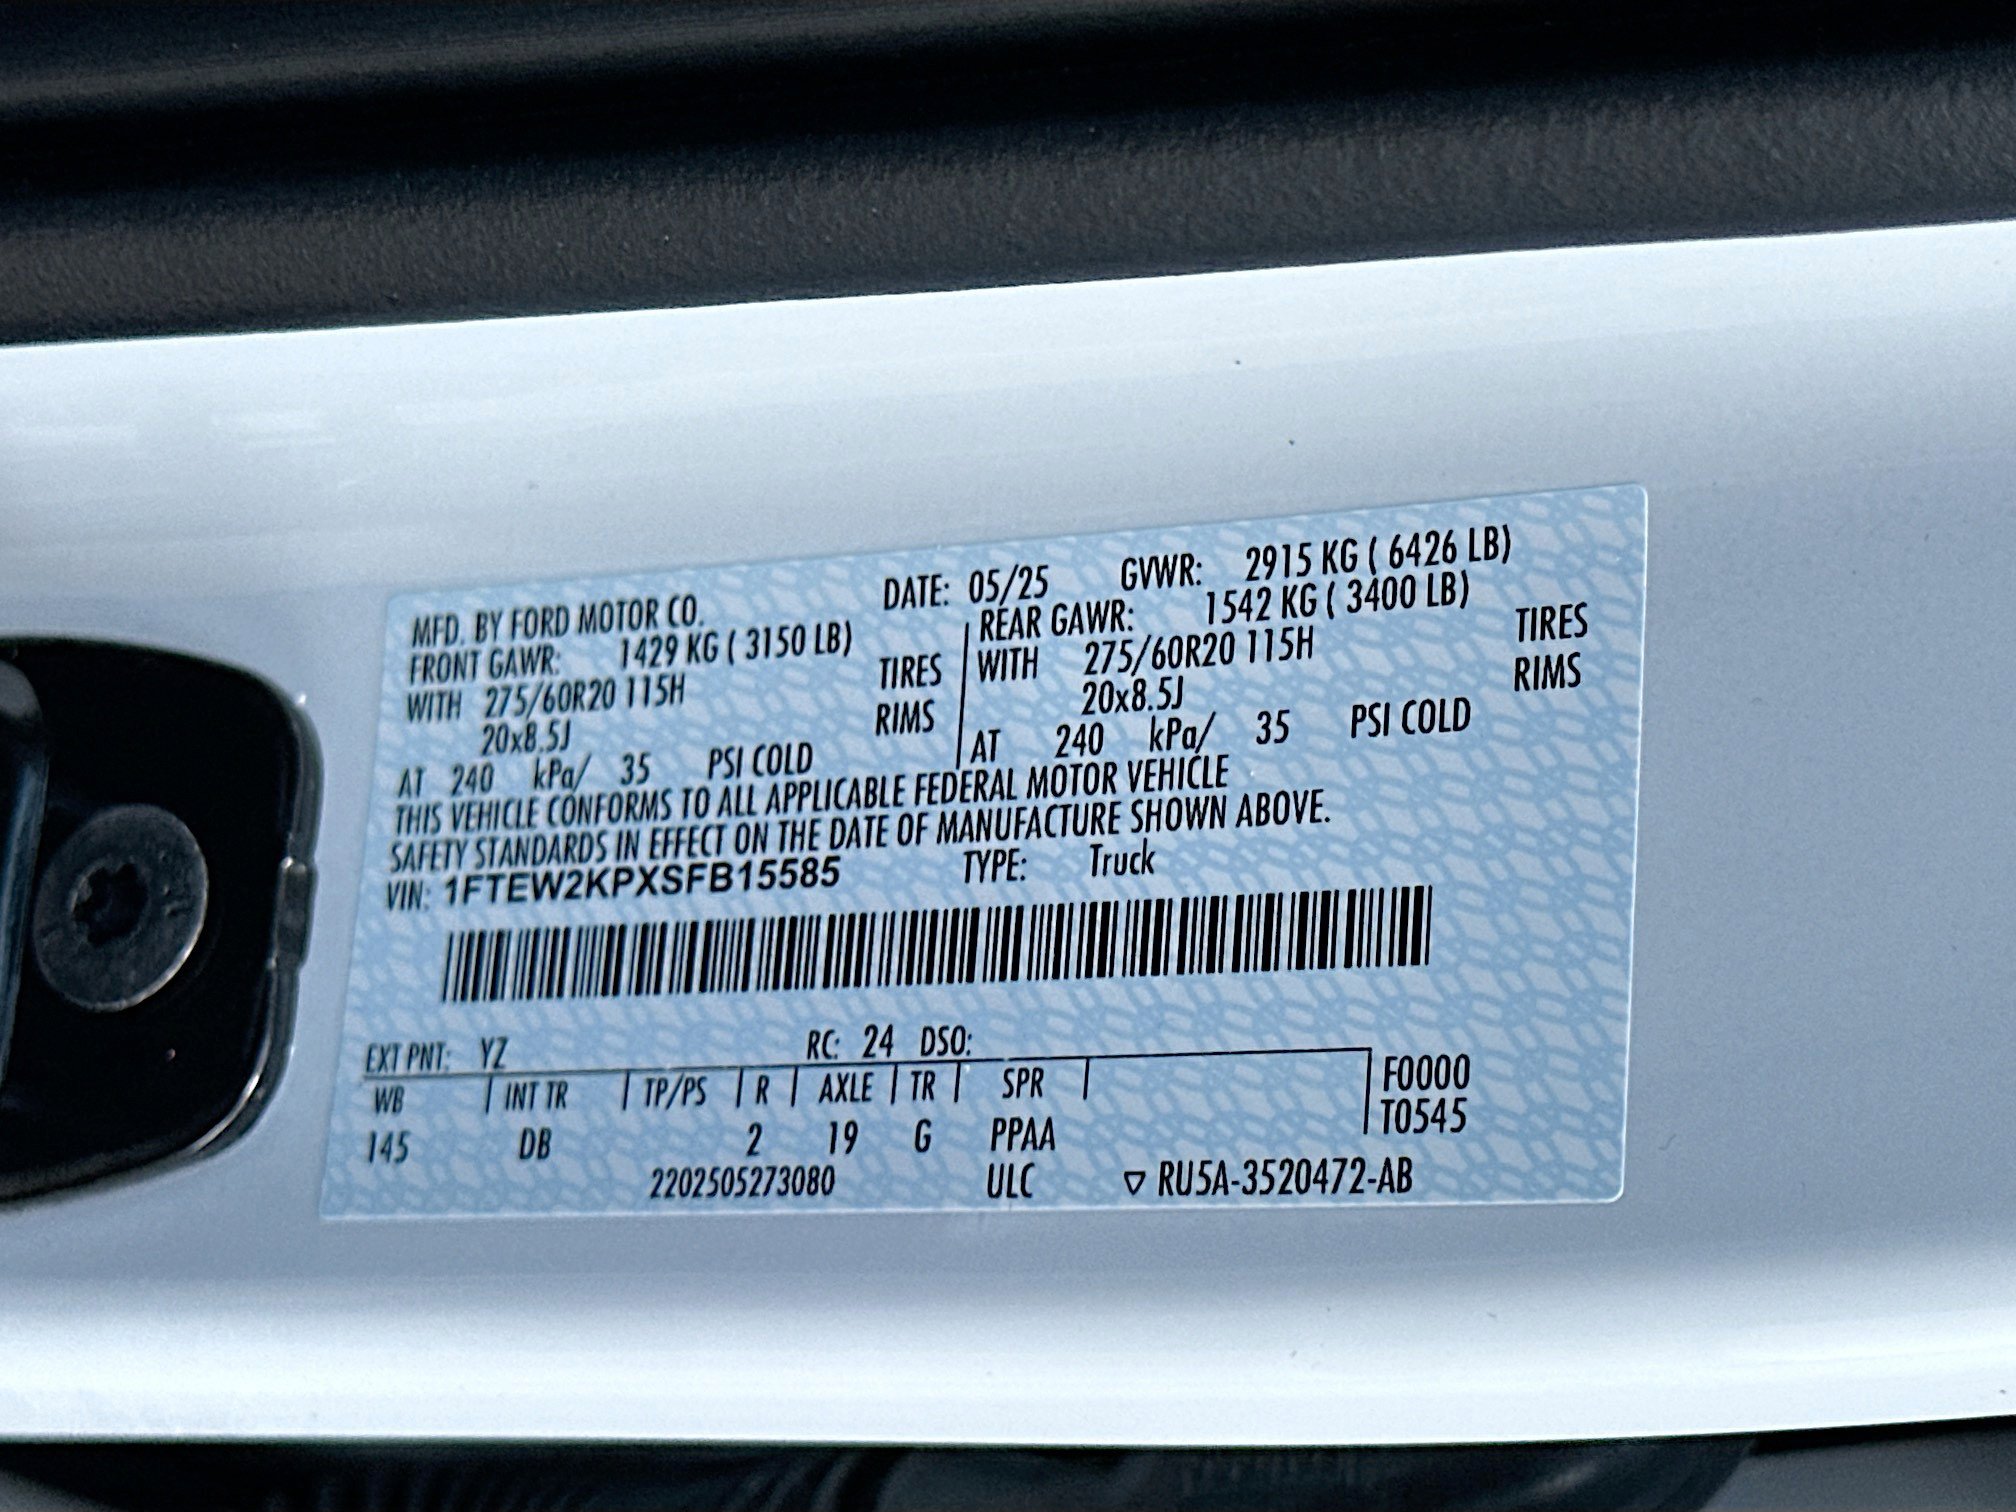 MFD. BY FORD MOTOR CO. DATE: 05/25 GVWR: 2915 KG ( 6426 LB)
FRONT GAWR: 1429 KG ( 3150 LB) REAR GAWR: 1542 KG ( 3400 LB)
WITH 275/60R20 115H TIRES WITH 275/60R20 115H TIRES
20x8.5J RIMS 20x8.5J RIMS
AT 240 kPa/ 35 PSI COLD AT 240 kPa/ 35 PSI COLD
THIS VEHICLE CONFORMS TO ALL APPLICABLE FEDERAL MOTOR VEHICLE
SAFETY STANDARDS IN EFFECT ON THE DATE OF MANUFACTURE SHOWN ABOVE.
VIN: 1FTEW2KPXSFB15585 TYPE: Truck
EXT PNT: YZ RC: 24 DSO:
WB INT TR TP/PS R AXLE TR SPR F0000
145 DB 2 19 G PPAA T0545
2202505273080 ULC ▽ RU5A-3520472-AB